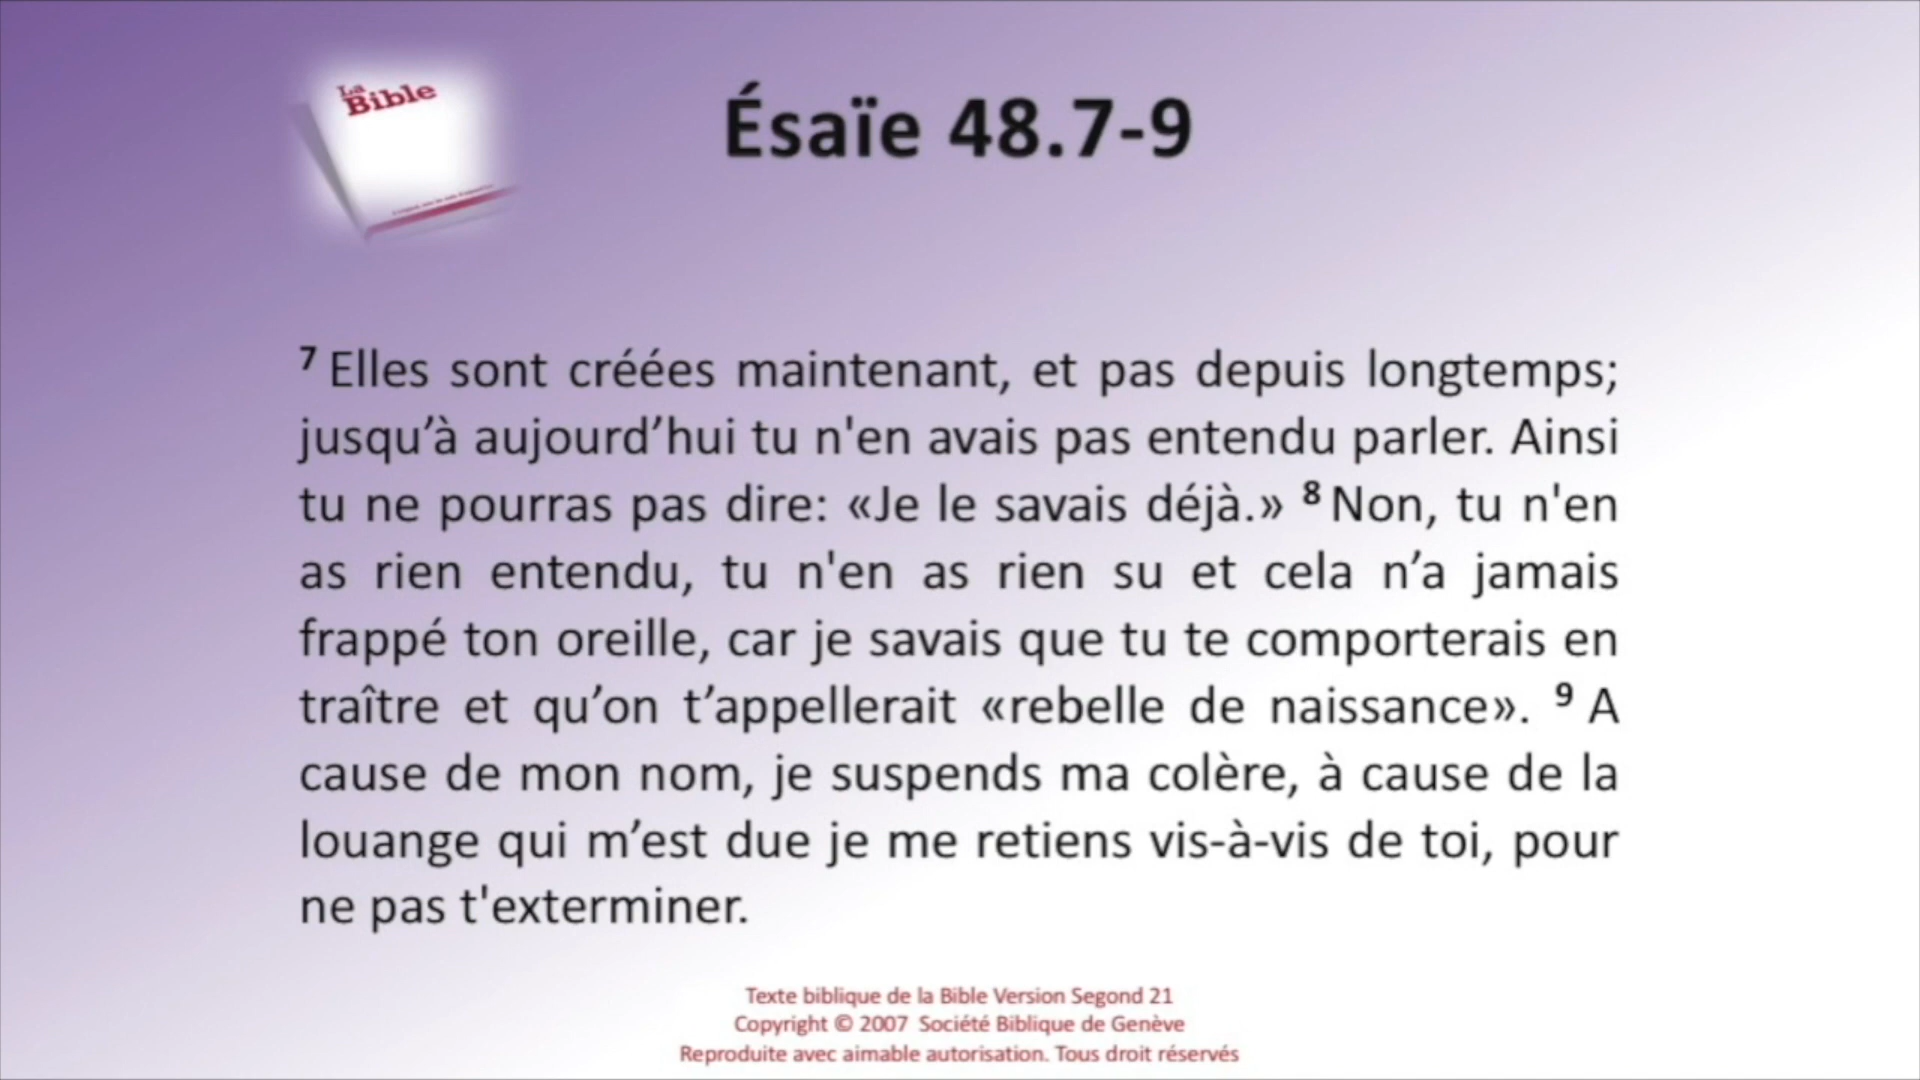 La
Bible
Ésaïe 48.7-9
7 Elles sont créées maintenant, et pas depuis longtemps;
jusqu’à aujourd’hui tu n'en avais pas entendu parler. Ainsi
tu ne pourras pas dire: «Je le savais déjà.» 8 Non, tu n'en
as rien entendu, tu n'en as rien su et cela n’a jamais
frappé ton oreille, car je savais que tu te comporterais en
traître et qu’on t’appellerait «rebelle de naissance». 9 A
cause de mon nom, je suspends ma colère, à cause de la
louange qui m’est due je me retiens vis-à-vis de toi, pour
ne pas t'exterminer.
Texte biblique de la Bible Version Segond 21
Copyright © 2007 Société Biblique de Genève
Reproduite avec aimable autorisation. Tous droit réservés